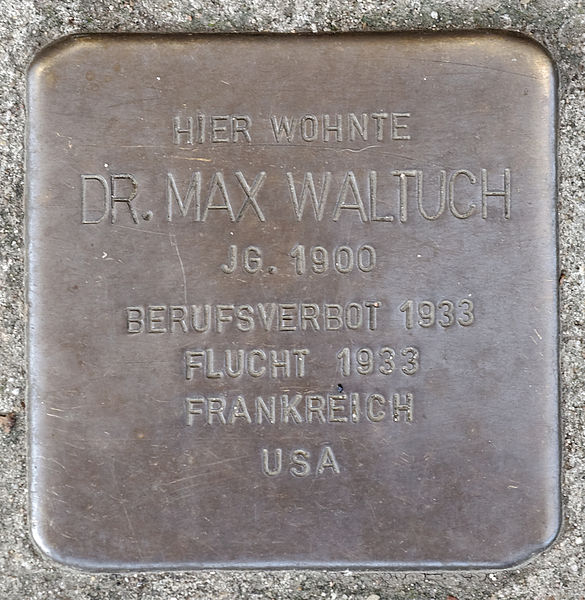 HIER WOHNTE
DR. MAX WALTUCH
JG. 1900
BERUFSVERBOT 1933
FLUCHT 1933
FRANKREICH
USA